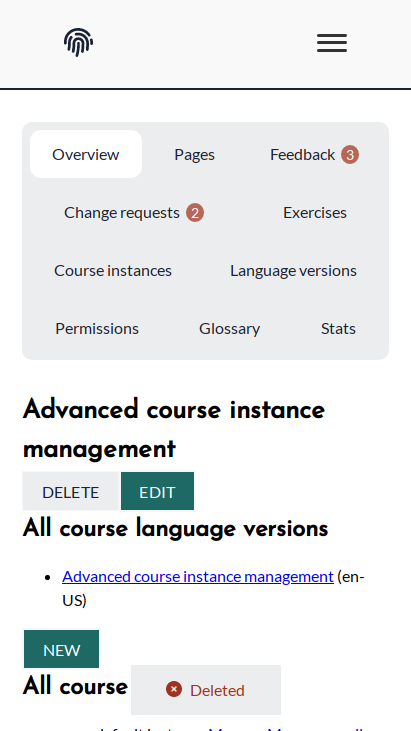 Overview Pages Feedback 3
Change requests 2 Exercises
Course instances Language versions
Permissions Glossary Stats
Advanced course instance
management
DELETE EDIT
All course language versions
Advanced course instance management (en-
US)
NEW
All course
Deleted